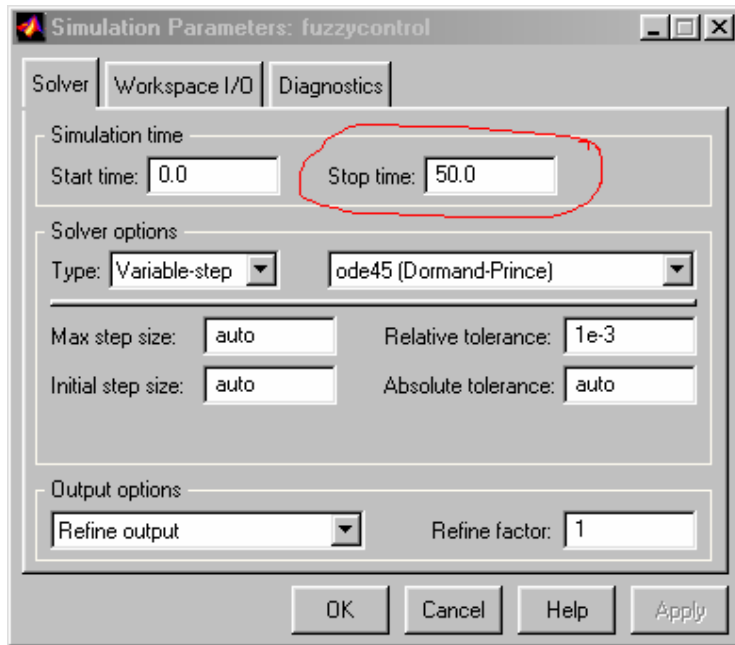 Simulation Parameters: fuzzycontrol
Solver Workspace I/O Diagnostics
Simulation time
Start time: 0.0 Stop time: 50.0
Solver options
Type: Variable-step ode45 (Dormand-Prince)
Max step size: auto Relative tolerance: 1e-3
Initial step size: auto Absolute tolerance: auto
Output options
Refine output Refine factor: 1
OK Cancel Help Apply